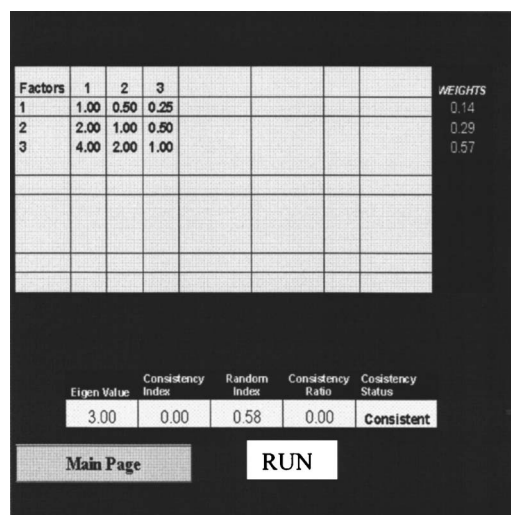 Factors 1 2 3 WEIGHTS
1 1.00 0.50 0.25 0.14
2 2.00 1.00 0.50 0.29
3 4.00 2.00 1.00 0.57
Eigen Value Consistency Index Random Index Consistency Ratio Cosistency Status
3.00 0.00 0.58 0.00 Consistent
Main Page RUN